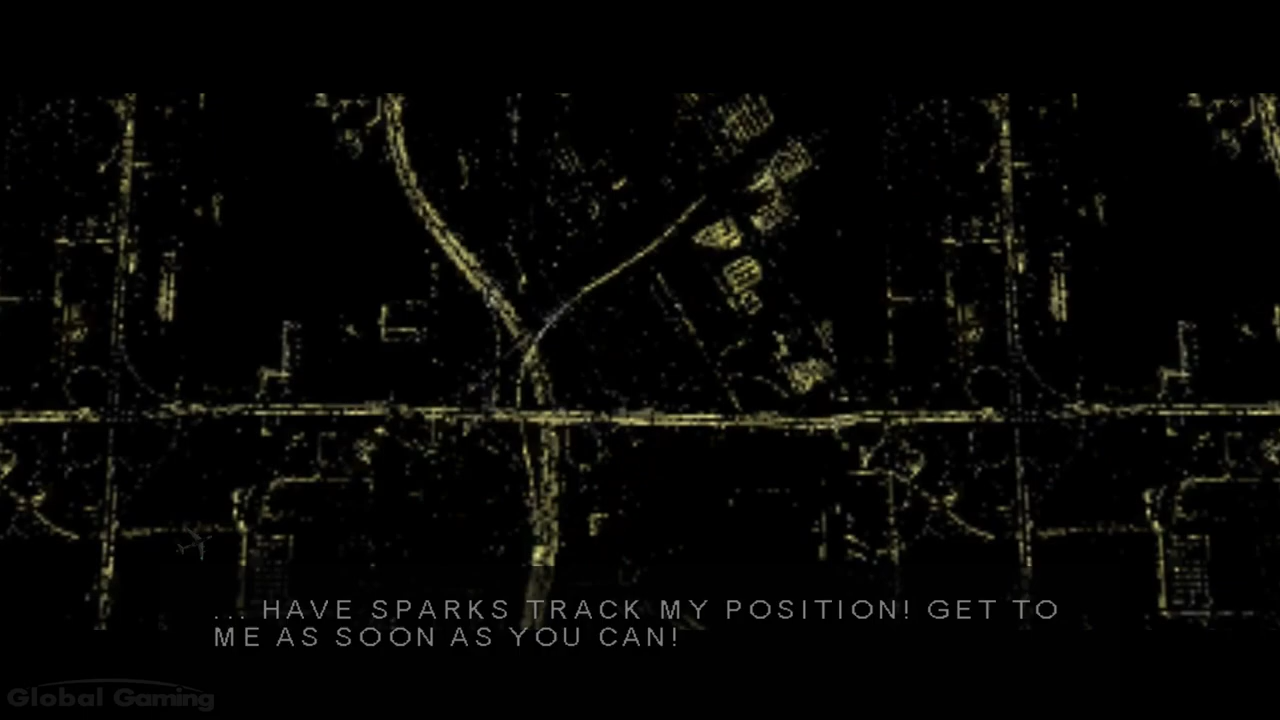 ... HAVE SPARKS TRACK MY POSITION! GET TO
ME AS SOON AS YOU CAN!
Global Gaming